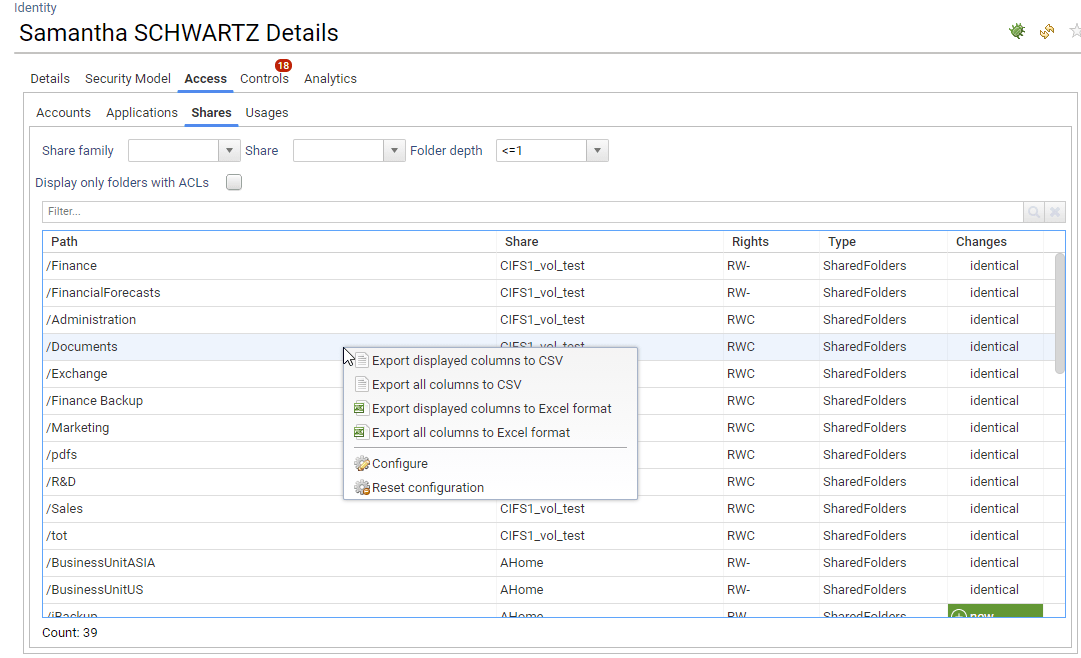 Identity
Samantha SCHWARTZ Details
Details Security Model Access Controls 18 Analytics
Accounts Applications Shares Usages
Share family Share Folder depth <=1
Display only folders with ACLs
Filter...
Path Share Rights Type Changes
/Finance CIFS1_vol_test RW- SharedFolders identical
/FinancialForecasts CIFS1_vol_test RW- SharedFolders identical
/Administration CIFS1_vol_test RWC SharedFolders identical
/Documents CIFS1_vol_test RWC SharedFolders identical
Export displayed columns to CSV
/Exchange RWC SharedFolders identical
Export all columns to CSV
/Finance Backup RWC SharedFolders identical
Export displayed columns to Excel format
/Marketing RWC SharedFolders identical
Export all columns to Excel format
/pdfs RWC SharedFolders identical
Configure
/R&D RWC SharedFolders identical
Reset configuration
/Sales CIFS1_vol_test RWC SharedFolders identical
/tot CIFS1_vol_test RWC SharedFolders identical
/BusinessUnitASIA AHome RW- SharedFolders identical
/BusinessUnitUS AHome RW- SharedFolders identical
/iBackup AHome RW- SharedFolders new
Count: 39